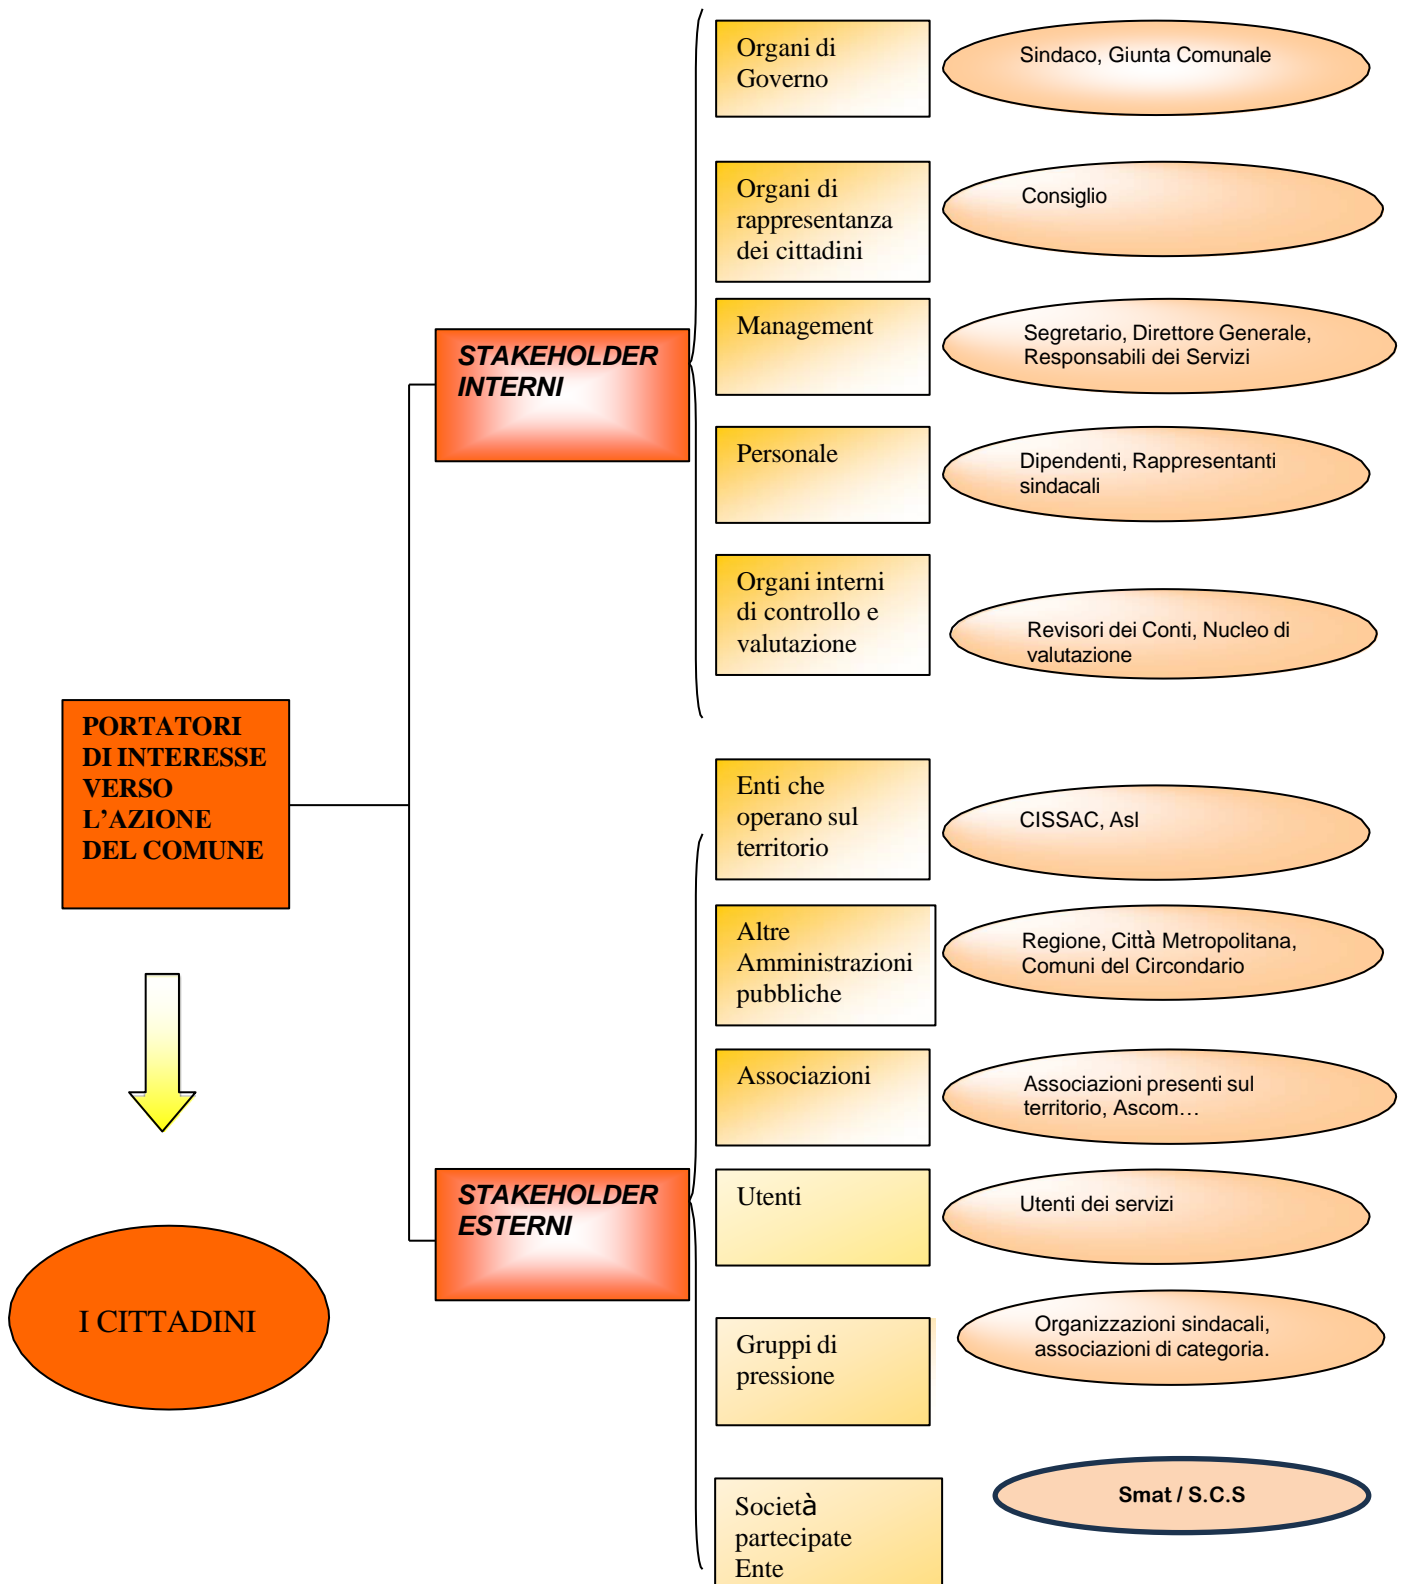 Organi di
Governo
Sindaco, Giunta Comunale
Organi di
rappresentanza
dei cittadini
Consiglio
STAKEHOLDER
INTERNI
Management
Segretario, Direttore Generale,
Responsabili dei Servizi
Personale
Dipendenti, Rappresentanti
sindacali
Organi interni
di controllo e
valutazione
Revisori dei Conti, Nucleo di
valutazione
PORTATORI
DI INTERESSE
VERSO
L'AZIONE
DEL COMUNE
Enti che
operano sul
territorio
CISSAC, Asl
Altre
Amministrazioni
pubbliche
Regione, Città Metropolitana,
Comuni del Circondario
Associazioni
Associazioni presenti sul
territorio, Ascom…
STAKEHOLDER
ESTERNI
Utenti
Utenti dei servizi
I CITTADINI
Gruppi di
pressione
Organizzazioni sindacali,
associazioni di categoria.
Società
partecipate
Ente
Smat / S.C.S